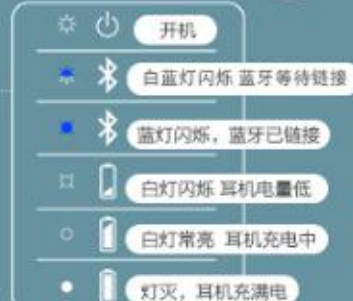 开机
白蓝灯闪烁 蓝牙等待链接
蓝灯闪烁，蓝牙已链接
白灯闪烁 耳机电量低
白灯常亮 耳机充电中
灯灭，耳机充满电